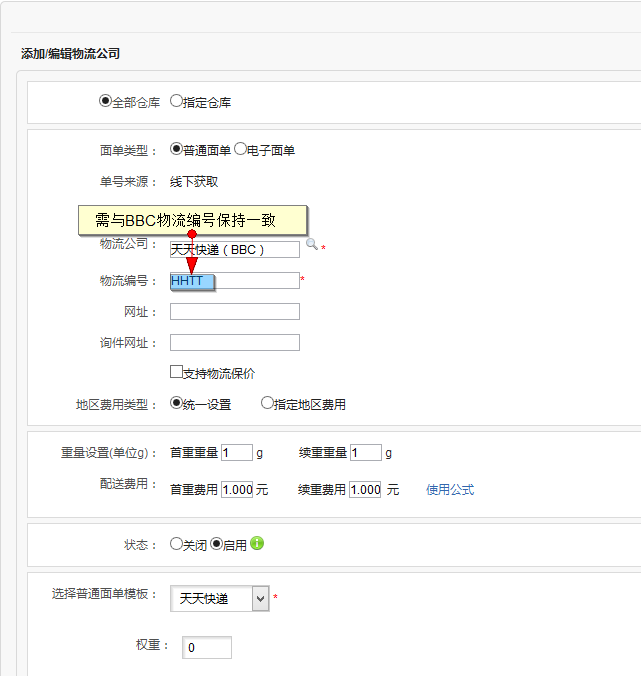 添加/编辑物流公司
全部仓库 指定仓库
面单类型： 普通面单 电子面单
单号来源： 线下获取
需与BBC物流编号保持一致
物流公司： 天天快递（BBC） *
物流编号： HHTT *
网址：
询件网址：
支持物流保价
地区费用类型： 统一设置 指定地区费用
重量设置(单位g)： 首重重量 1 g 续重重量 1 g
配送费用： 首重费用 1.000 元 续重费用 1.000 元 使用公式
状态： 关闭 启用
选择普通面单模板： 天天快递 *
权重： 0